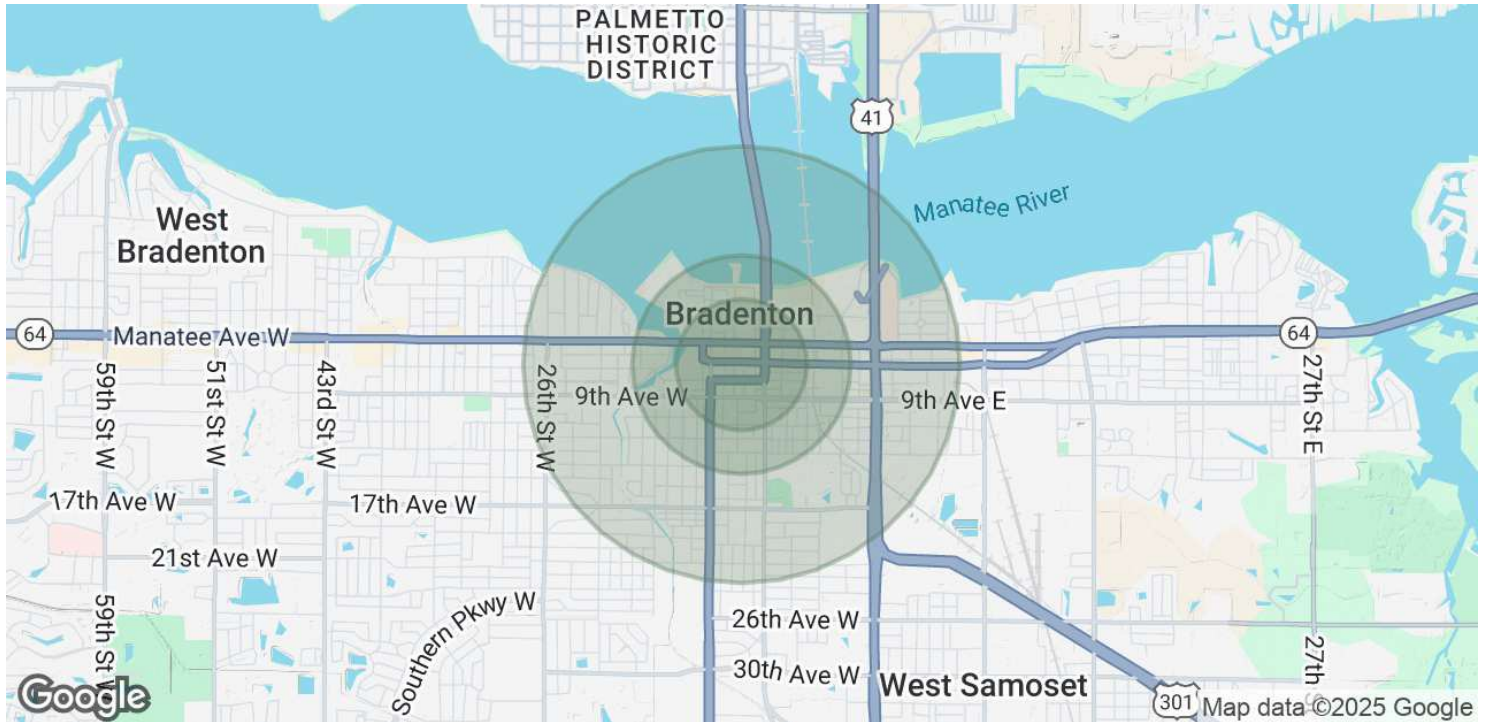 PALMETTO
HISTORIC
DISTRICT
41
Manatee River
West
Bradenton
Bradenton
64
Manatee Ave W
64
59th St W
51st St W
43rd St W
26th St W
9th Ave W
9th Ave E
27th St E
17th Ave W
17th Ave W
21st Ave W
59th St W
Southern Pkwy W
26th Ave W
30th Ave W
West Samoset
301
Google
Map data ©2025 Google